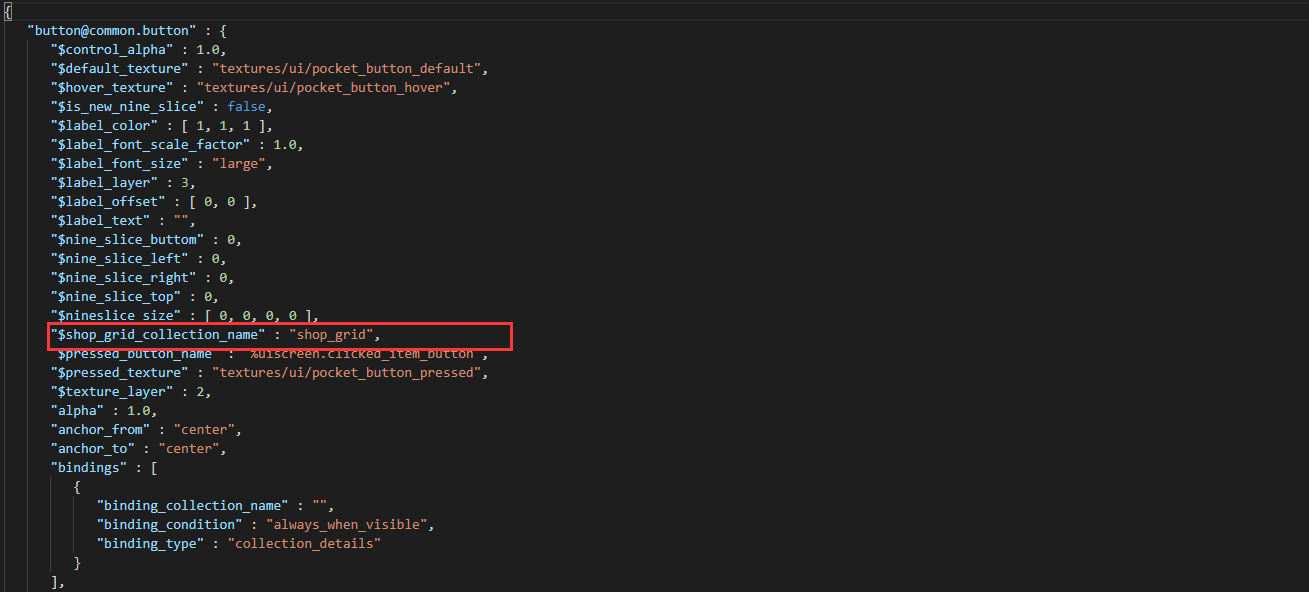 {
"button@common.button" : {
"$control_alpha" : 1.0,
"$default_texture" : "textures/ui/pocket_button_default",
"$hover_texture" : "textures/ui/pocket_button_hover",
"$is_new_nine_slice" : false,
"$label_color" : [ 1, 1, 1 ],
"$label_font_scale_factor" : 1.0,
"$label_font_size" : "large",
"$label_layer" : 3,
"$label_offset" : [ 0, 0 ],
"$label_text" : "",
"$nine_slice_buttom" : 0,
"$nine_slice_left" : 0,
"$nine_slice_right" : 0,
"$nine_slice_top" : 0,
"$nineslice_size" : [ 0, 0, 0, 0 ],
"$shop_grid_collection_name" : "shop_grid",
"$pressed_button_name" : "%uiscreen.clicked_item_button",
"$pressed_texture" : "textures/ui/pocket_button_pressed",
"$texture_layer" : 2,
"alpha" : 1.0,
"anchor_from" : "center",
"anchor_to" : "center",
"bindings" : [
{
"binding_collection_name" : "",
"binding_condition" : "always_when_visible",
"binding_type" : "collection_details"
}
],